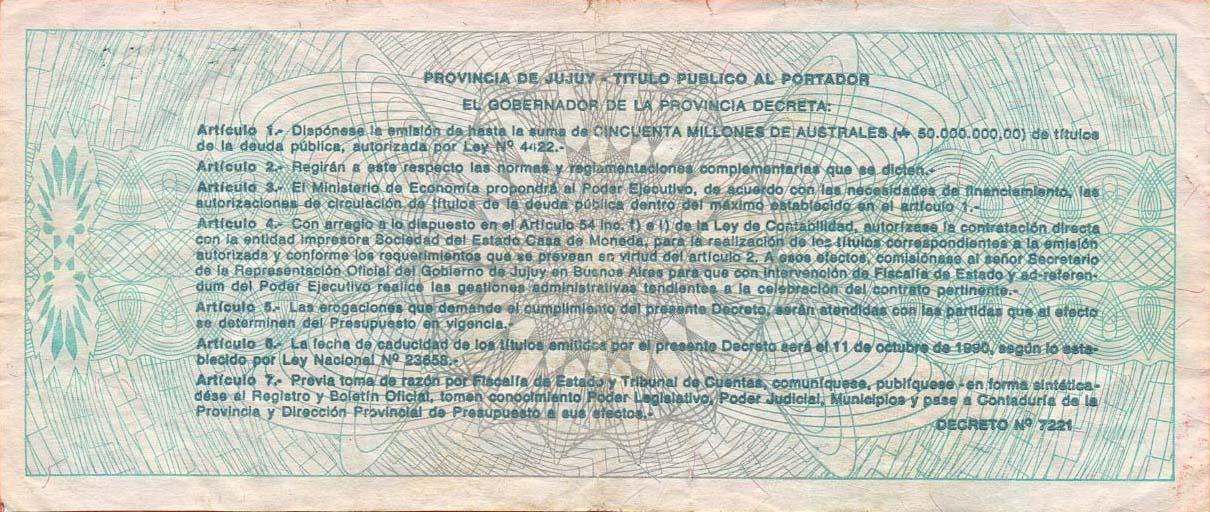 PROVINCIA DE JUJUY - TITULO PUBLICO AL PORTADOR
EL GOBERNADOR DE LA PROVINCIA DECRETA:
Artículo 1.- Dispónese la emisión de hasta la suma de CINCUENTA MILLONES DE AUSTRALES (₳ 50.000.000,00) de títulos
de la deuda pública, autorizada por Ley Nº 4422.-
Artículo 2.- Regirán a este respecto las normas y reglamentaciones complementarias que se dicten.-
Artículo 3.- El Ministerio de Economía propondrá al Poder Ejecutivo, de acuerdo con las necesidades de financiamiento, las
autorizaciones de circulación de títulos de la deuda pública dentro del máximo establecido en el artículo 1.-
Artículo 4.- Con arreglo a lo dispuesto en el Artículo 54 inc. f) e i) de la Ley de Contabilidad, autorízase la contratación directa
con la entidad impresora Sociedad del Estado Casa de Moneda, para la realización de los títulos correspondientes a la emisión
autorizada y conforme los requerimientos que se prevean en virtud del artículo 2. A esos efectos, comisiónase al señor Secretario
de la Representación Oficial del Gobierno de Jujuy en Buenos Aires para que con intervención de Fiscalía de Estado y ad-referen-
dum del Poder Ejecutivo realice las gestiones administrativas tendientes a la celebración del contrato pertinente.-
Artículo 5.- Las erogaciones que demande el cumplimiento del presente Decreto, serán atendidas con las partidas que al efecto
se determinen del Presupuesto en vigencia.-
Artículo 6.- La fecha de caducidad de los títulos emitidos por el presente Decreto será el 11 de octubre de 1990, según lo esta-
blecido por Ley Nacional Nº 23658.-
Artículo 7.- Previa toma de razón por Fiscalía de Estado y Tribunal de Cuentas, comuníquese, publíquese -en forma sintética-
dése al Registro y Boletín Oficial, tomen conocimiento Poder Legislativo, Poder Judicial, Municipios y pase a Contaduría de la
Provincia y Dirección Provincial de Presupuesto a sus efectos.-
DECRETO Nº 7221